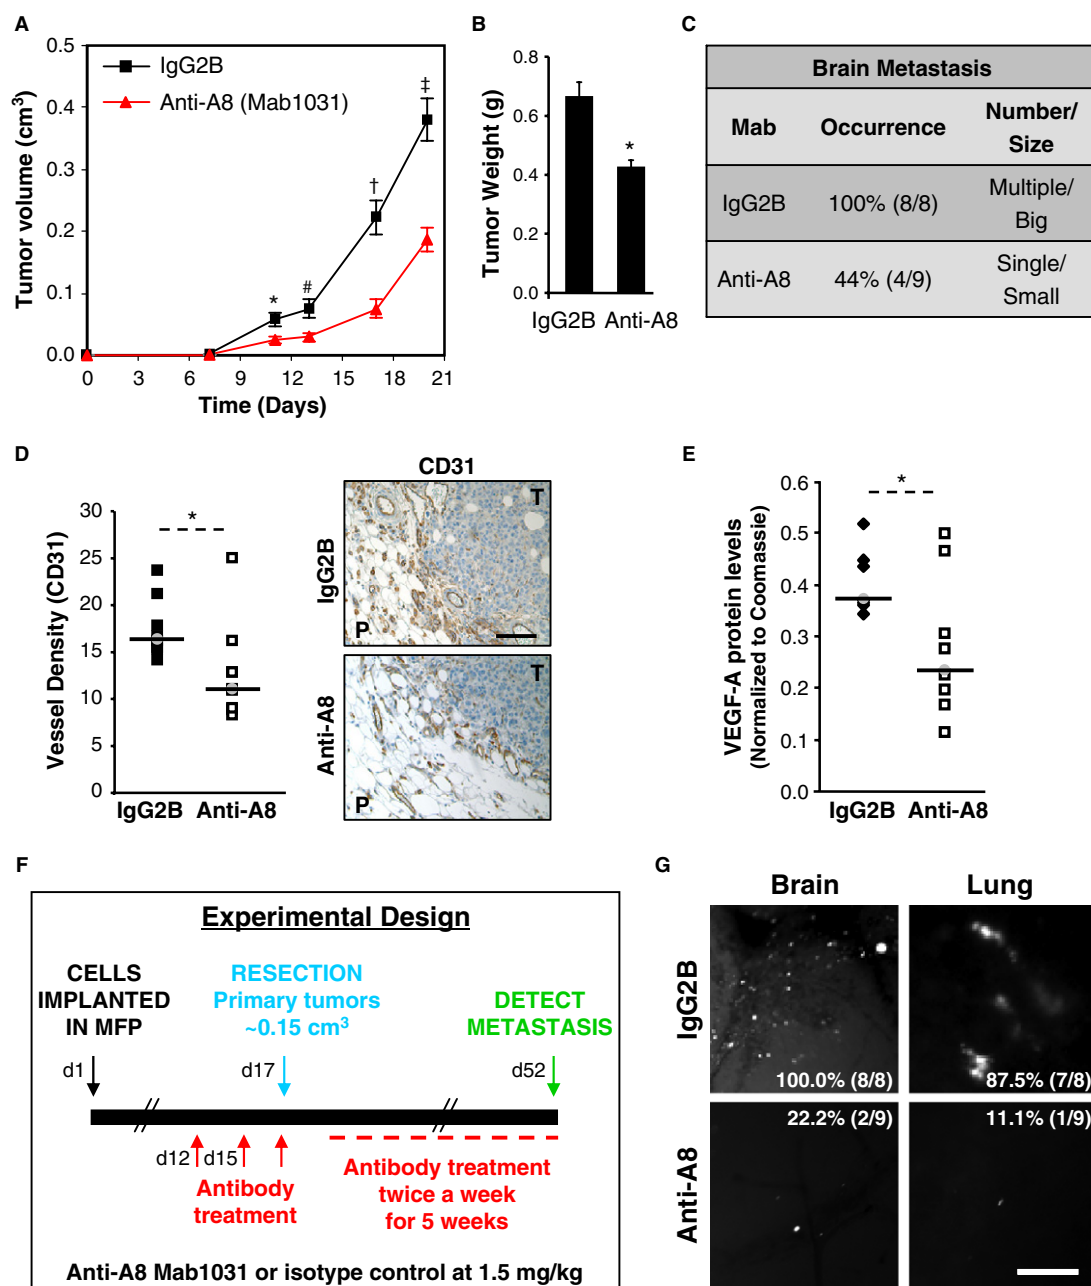 A
Tumor volume (cm³)
0.5
0.4
0.3
0.2
0.1
0.0
IgG2B
Anti-A8 (Mab1031)
*
#
†
‡
0 3 6 9 12 15 18 21
Time (Days)
B
Tumor Weight (g)
0.8
0.6
0.4
0.2
0.0
*
IgG2B Anti-A8
C
Brain Metastasis
Mab Occurrence Number/
Size
IgG2B 100% (8/8) Multiple/
Big
Anti-A8 44% (4/9) Single/
Small
D
Vessel Density (CD31)
30
25
20
15
10
5
0
*
IgG2B Anti-A8
CD31
IgG2B
T
P
Anti-A8
T
P
E
VEGF-A protein levels
(Normalized to Coomassie)
0.6
0.5
0.4
0.3
0.2
0.1
0.0
*
IgG2B Anti-A8
F
Experimental Design
CELLS
IMPLANTED
IN MFP
RESECTION
Primary tumors
~0.15 cm³
DETECT
METASTASIS
d1 d17 d52
// //
d12 d15
Antibody
treatment
Antibody treatment
twice a week
for 5 weeks
Anti-A8 Mab1031 or isotype control at 1.5 mg/kg
G
Brain Lung
IgG2B
100.0% (8/8) 87.5% (7/8)
Anti-A8
22.2% (2/9) 11.1% (1/9)